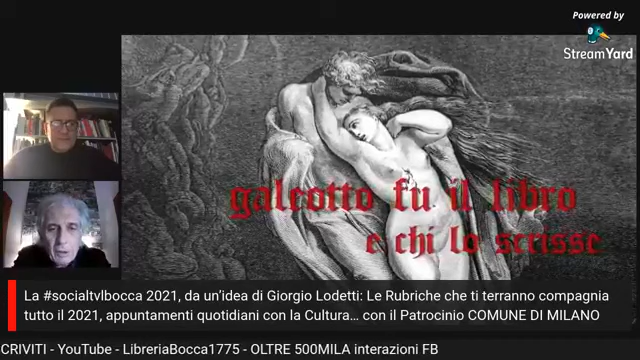 Powered by
StreamYard
galeotto fu il libro
e chi lo scrisse
La #socialtvlbocca 2021, da un’idea di Giorgio Lodetti: Le Rubriche che ti terranno compagnia
tutto il 2021, appuntamenti quotidiani con la Cultura... con il Patrocinio COMUNE DI MILANO
CRIVITI - YouTube - LibreriaBocca1775 - OLTRE 500MILA interazioni FB